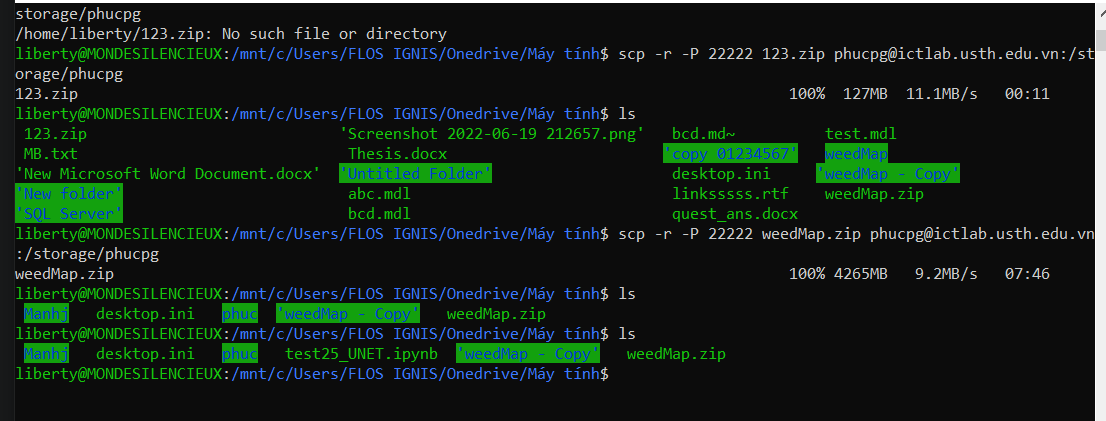 storage/phucpg
/home/liberty/123.zip: No such file or directory
liberty@MONDESILENCIEUX:/mnt/c/Users/FLOS IGNIS/Onedrive/Máy tính$ scp -r -P 22222 123.zip phucpg@ictlab.usth.edu.vn:/st
orage/phucpg
123.zip 100% 127MB 11.1MB/s 00:11
liberty@MONDESILENCIEUX:/mnt/c/Users/FLOS IGNIS/Onedrive/Máy tính$ ls
123.zip 'Screenshot 2022-06-19 212657.png' bcd.md~ test.mdl
MB.txt Thesis.docx 'copy 01234567' weedMap
'New Microsoft Word Document.docx' 'Untitled Folder' desktop.ini 'weedMap - Copy'
'New folder' abc.mdl linksssss.rtf weedMap.zip
'SQL Server' bcd.mdl quest_ans.docx
liberty@MONDESILENCIEUX:/mnt/c/Users/FLOS IGNIS/Onedrive/Máy tính$ scp -r -P 22222 weedMap.zip phucpg@ictlab.usth.edu.vn
:/storage/phucpg
weedMap.zip 100% 4265MB 9.2MB/s 07:46
liberty@MONDESILENCIEUX:/mnt/c/Users/FLOS IGNIS/Onedrive/Máy tính$ ls
Manhj desktop.ini phuc 'weedMap - Copy' weedMap.zip
liberty@MONDESILENCIEUX:/mnt/c/Users/FLOS IGNIS/Onedrive/Máy tính$ ls
Manhj desktop.ini phuc test25_UNET.ipynb 'weedMap - Copy' weedMap.zip
liberty@MONDESILENCIEUX:/mnt/c/Users/FLOS IGNIS/Onedrive/Máy tính$